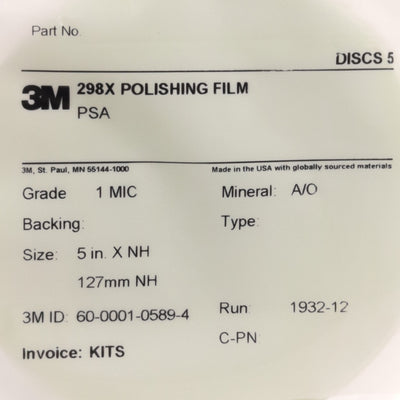 Part No.
DISCS 5
3M 298X POLISHING FILM
PSA
3M, St. Paul, MN 55144-1000 Made in the USA with globally sourced materials
Grade 1 MIC Mineral: A/O
Backing: Type:
Size: 5 in. X NH
127mm NH
3M ID: 60-0001-0589-4 Run: 1932-12
C-PN:
Invoice: KITS